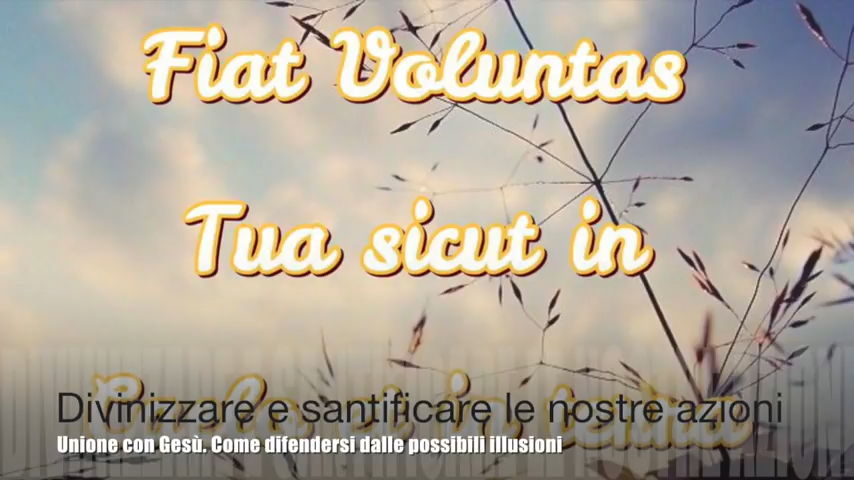 Fiat Voluntas
Tua sicut in
Divinizzare e santificare le nostre azioni
Unione con Gesù. Come difendersi dalle possibili illusioni